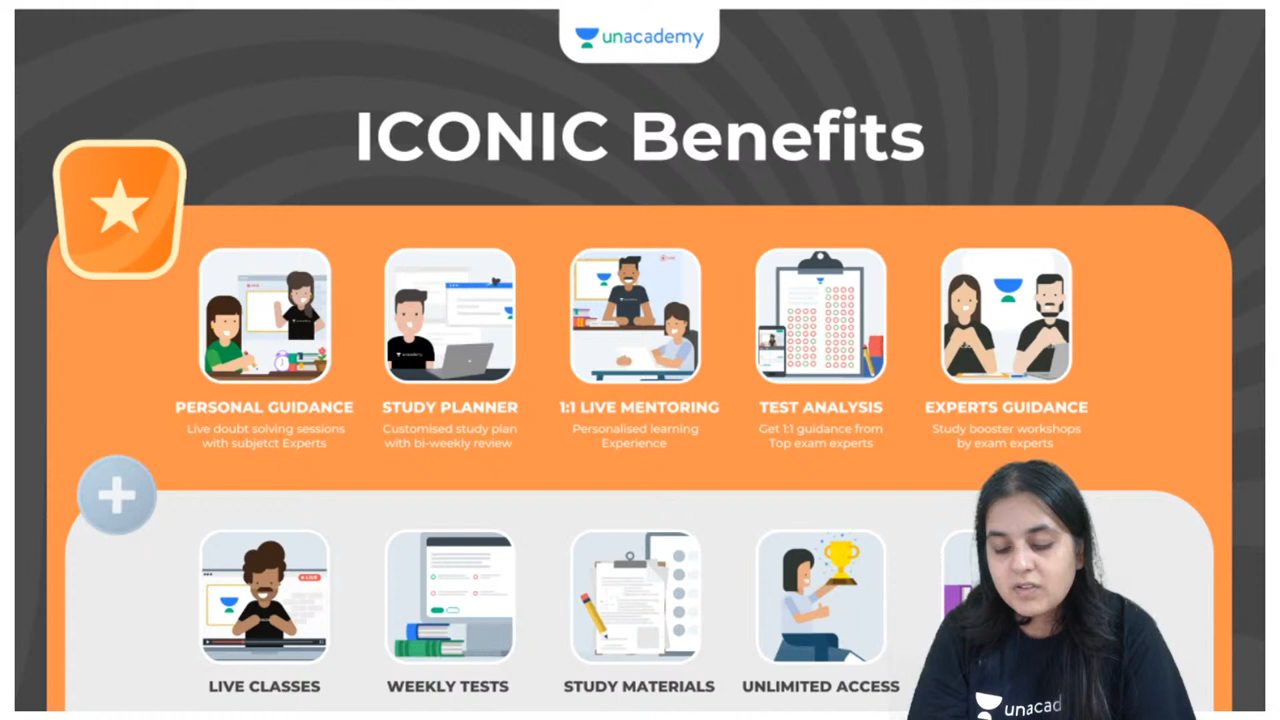 unacademy
ICONIC Benefits
PERSONAL GUIDANCE
Live doubt solving sessions
with subjetct Experts
STUDY PLANNER
Customised study plan
with bi-weekly review
1:1 LIVE MENTORING
Personalised learning
Experience
TEST ANALYSIS
Get 1:1 guidance from
Top exam experts
EXPERTS GUIDANCE
Study booster workshops
by exam experts
LIVE CLASSES
WEEKLY TESTS
STUDY MATERIALS
UNLIMITED ACCESS
unacad